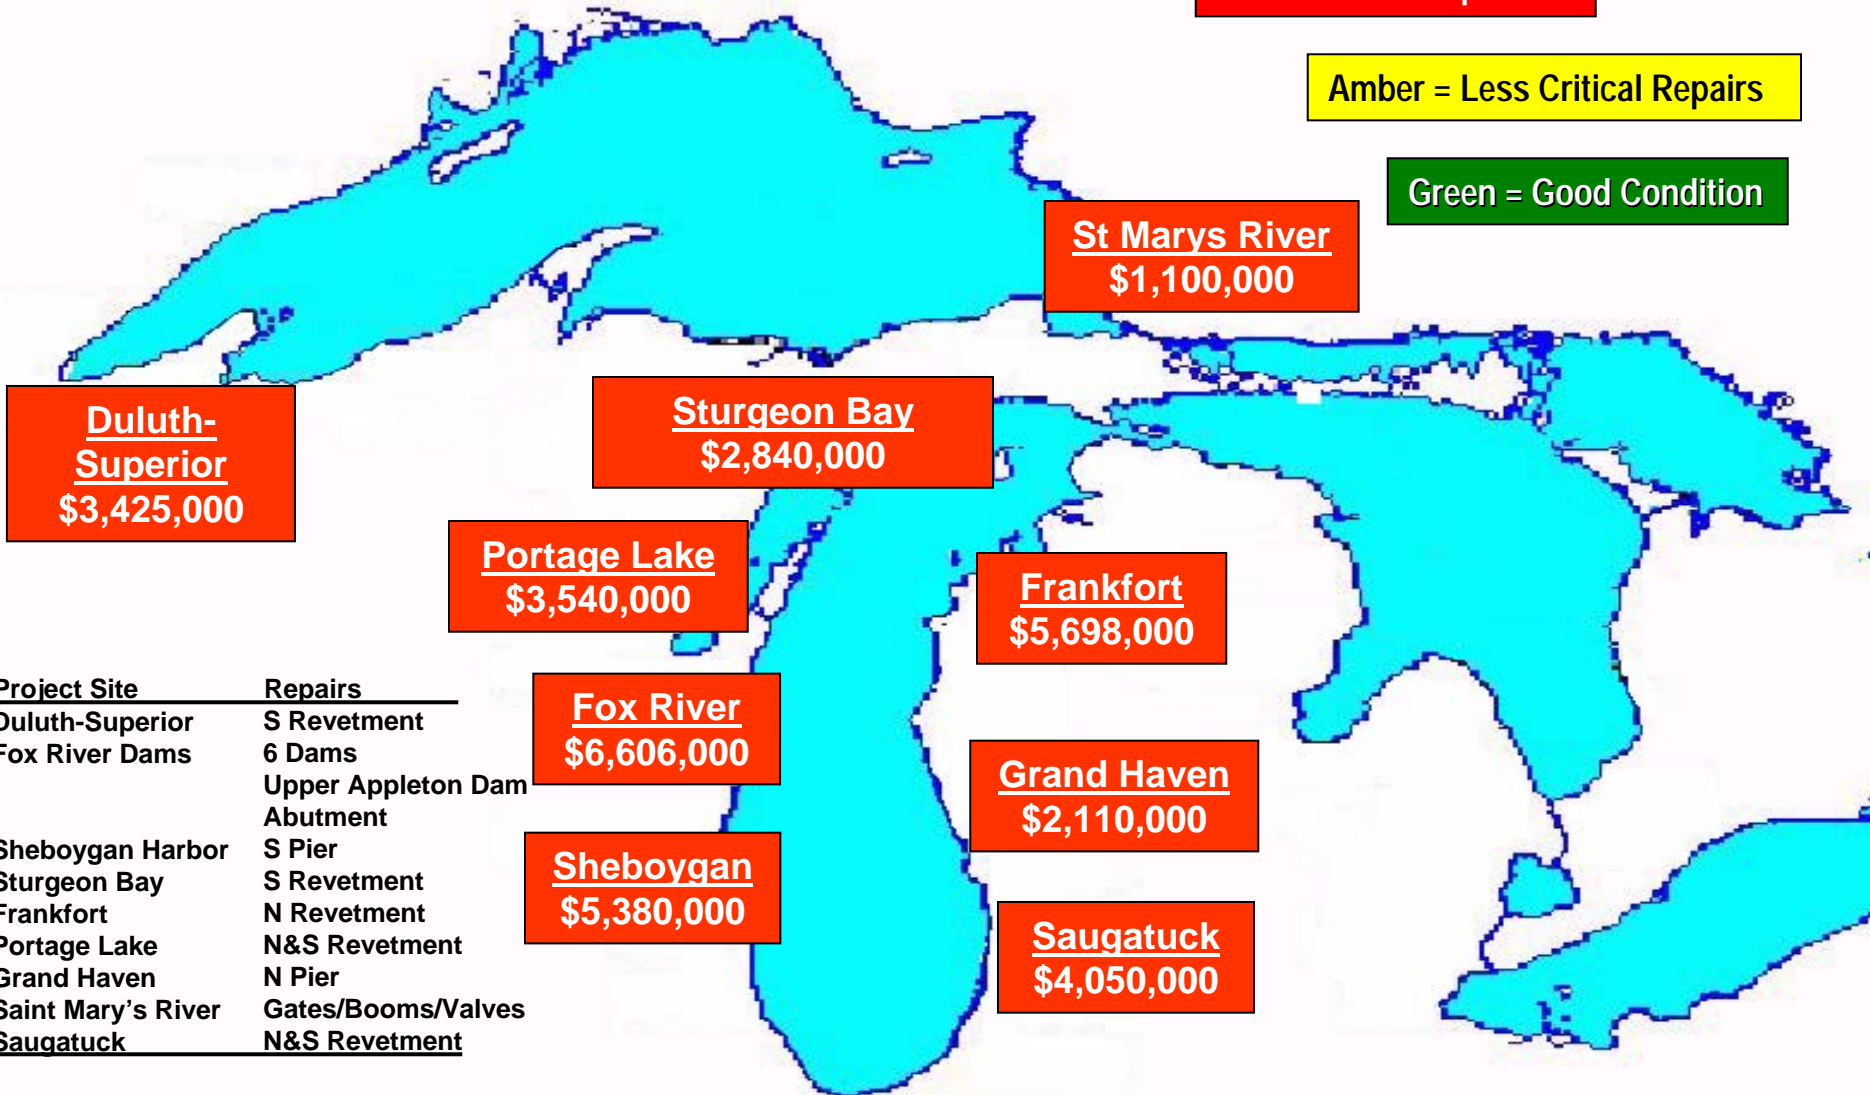 Amber = Less Critical Repairs
Green = Good Condition
St Marys River
$1,100,000
Duluth-
Superior
$3,425,000
Sturgeon Bay
$2,840,000
Portage Lake
$3,540,000
Frankfort
$5,698,000
Fox River
$6,606,000
Grand Haven
$2,110,000
Sheboygan
$5,380,000
Saugatuck
$4,050,000
Project Site Repairs
Duluth-Superior S Revetment
Fox River Dams 6 Dams
Upper Appleton Dam
Abutment
Sheboygan Harbor S Pier
Sturgeon Bay S Revetment
Frankfort N Revetment
Portage Lake N&S Revetment
Grand Haven N Pier
Saint Mary's River Gates/Booms/Valves
Saugatuck N&S Revetment